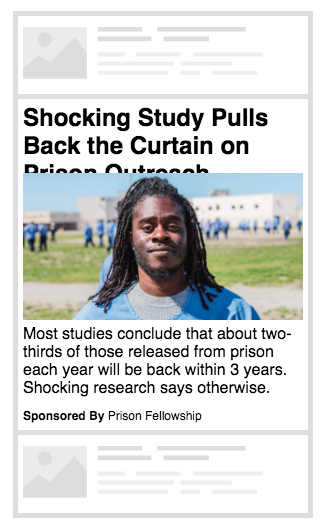 Shocking Study Pulls
Back the Curtain on
Prison Outreach
Most studies conclude that about two-
thirds of those released from prison
each year will be back within 3 years.
Shocking research says otherwise.
Sponsored By Prison Fellowship